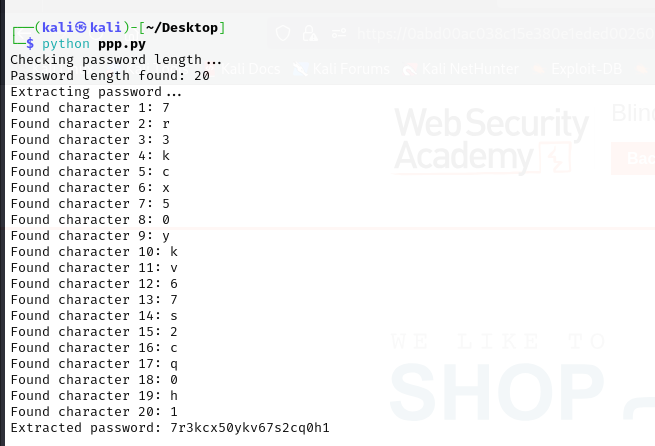 ┌──(kali㉿kali)-[~/Desktop]
└─$ python ppp.py
Checking password length...
Password length found: 20
Extracting password...
Found character 1: 7
Found character 2: r
Found character 3: 3
Found character 4: k
Found character 5: c
Found character 6: x
Found character 7: 5
Found character 8: 0
Found character 9: y
Found character 10: k
Found character 11: v
Found character 12: 6
Found character 13: 7
Found character 14: s
Found character 15: 2
Found character 16: c
Found character 17: q
Found character 18: 0
Found character 19: h
Found character 20: 1
Extracted password: 7r3kcx50ykv67s2cq0h1
Kali Docs Kali Forums Kali NetHunter Exploit-DB
Web Security
Academy
Blin
Bac
WE LIKE TO
SHOP